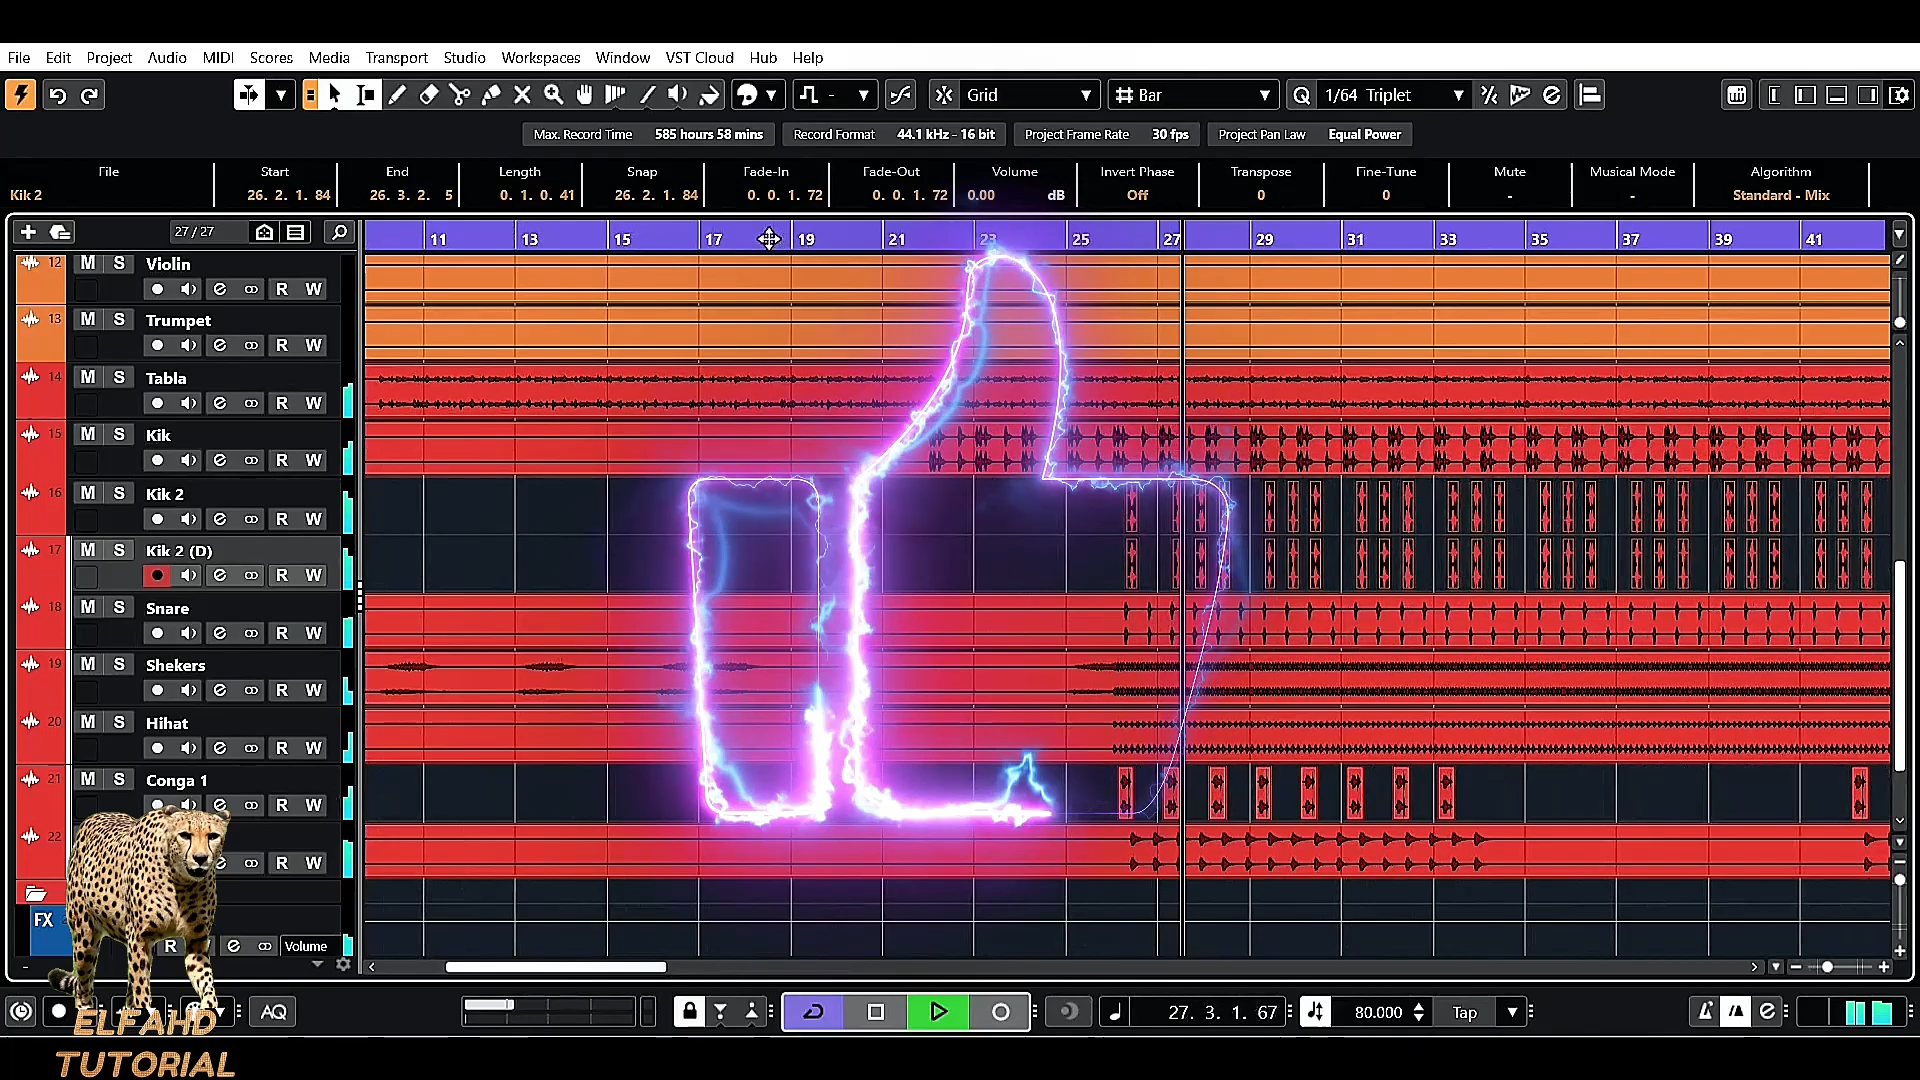 File Edit Project Audio MIDI Scores Media Transport Studio Workspaces Window VST Cloud Hub Help
Grid Bar Q 1/64 Triplet
Max. Record Time 585 hours 58 mins Record Format 44.1 kHz - 16 bit Project Frame Rate 30 fps Project Pan Law Equal Power
File Start End Length Snap Fade-In Fade-Out Volume Invert Phase Transpose Fine-Tune Mute Musical Mode Algorithm
Kik 2 26. 2. 1. 84 26. 3. 2. 5 0. 1. 0. 41 26. 2. 1. 84 0. 0. 1. 72 0. 0. 1. 72 0.00 dB Off 0 0 - - Standard - Mix
27 / 27 11 13 15 17 19 21 23 25 27 29 31 33 35 37 39 41
12 M S Violin
R W
13 M S Trumpet
R W
14 M S Tabla
R W
15 M S Kik
R W
16 M S Kik 2
R W
17 M S Kik 2 (D)
R W
18 M S Snare
R W
19 M S Shekers
R W
20 M S Hihat
R W
21 M S Conga 1
R W
22
R W
FX
R Volume
AQ 27. 3. 1. 67 80.000 Tap
ELFAHD
TUTORIAL